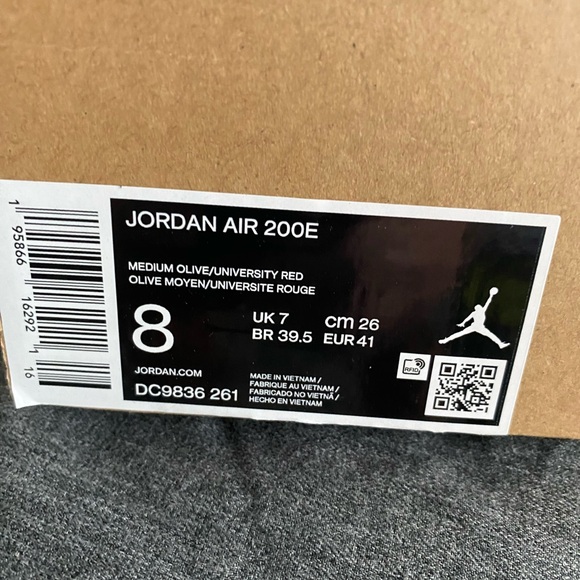 JORDAN AIR 200E
MEDIUM OLIVE/UNIVERSITY RED
OLIVE MOYEN/UNIVERSITE ROUGE
8
UK 7 cm 26
BR 39.5 EUR 41
JORDAN.COM
DC9836 261
MADE IN VIETNAM /
FABRIQUE AU VIETNAM /
FABRICADO NO VIETNÃ /
HECHO EN VIETNAM
RFID
1 95866 16292 1 16